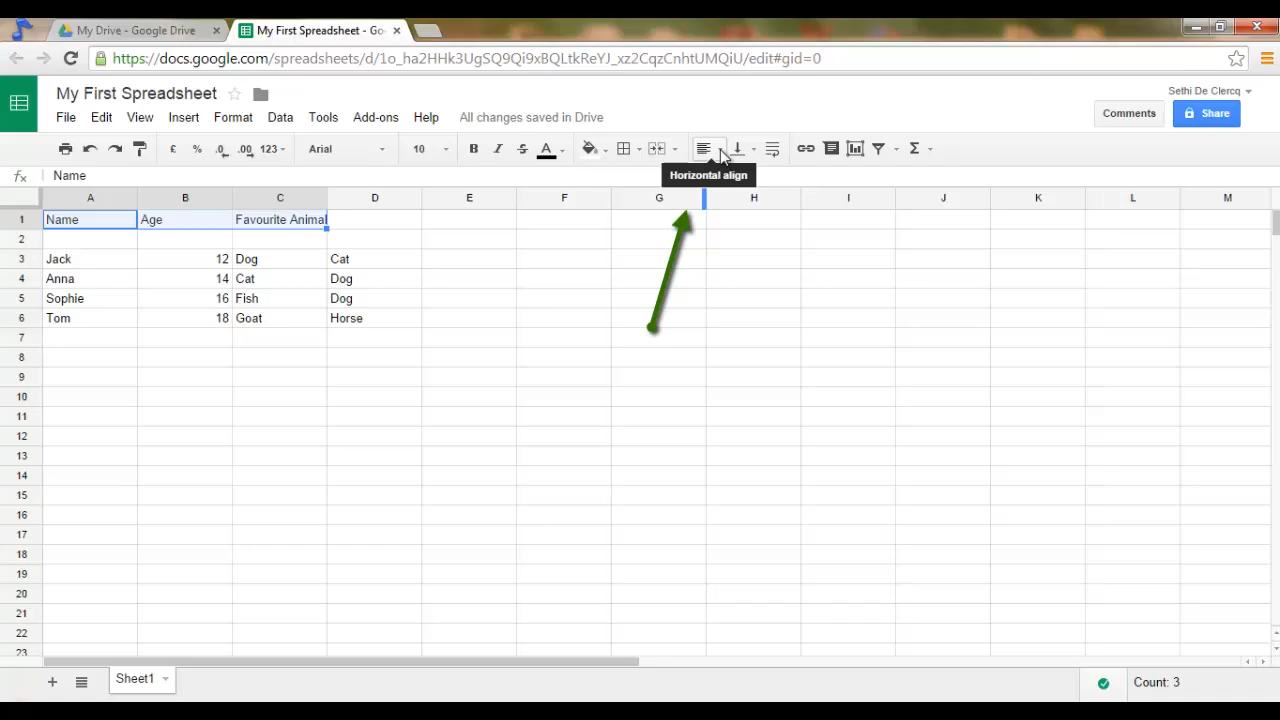 My Drive - Google Drive
My First Spreadsheet - Go
https://docs.google.com/spreadsheets/d/1o_ha2HHk3UgSQ9Qi9xBQLtkReYJ_xz2CqzCnhtUMQiU/edit#gid=0
My First Spreadsheet
Sethi De Clercq
File Edit View Insert Format Data Tools Add-ons Help All changes saved in Drive
Comments Share
£ % .0 .00 123 Arial 10 B I S A Σ
Horizontal align
fx Name
A B C D E F G H I J K L M
1 Name Age Favourite Animal
2
3 Jack 12 Dog Cat
4 Anna 14 Cat Dog
5 Sophie 16 Fish Dog
6 Tom 18 Goat Horse
7
8
9
10
11
12
13
14
15
16
17
18
19
20
21
22
23
Sheet1
Count: 3